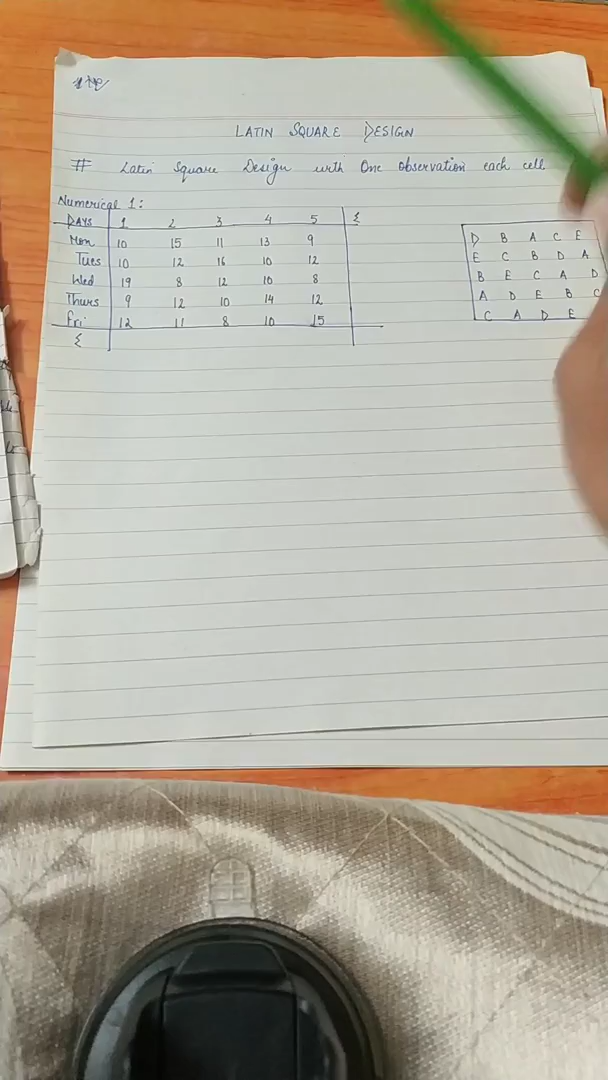 LATIN SQUARE DESIGN
# Latin Square Design with One observation each cell.
Numerical 1:
DAYS 1 2 3 4 5 Σ
Mon 10 15 11 13 9
Tues 10 12 16 10 12
Wed 19 8 12 10 8
Thurs 9 12 10 14 12
Fri 12 11 8 10 15
Σ
D B A C E
E C B D A
B E C A D
A D E B C
C A D E